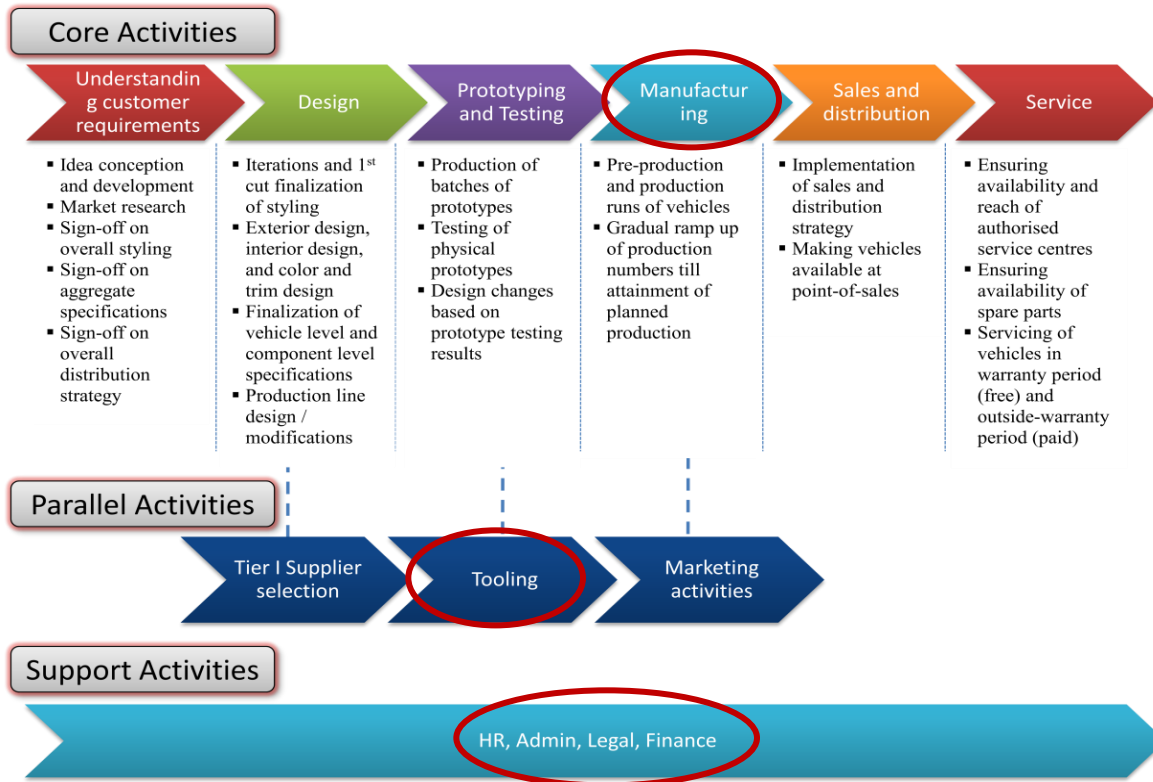 Core Activities
Understandin
g customer
requirements
Design
Prototyping
and Testing
Manufactur
ing
Sales and
distribution
Service
▪ Idea conception
and development
▪ Market research
▪ Sign-off on
overall styling
▪ Sign-off on
aggregate
specifications
▪ Sign-off on
overall
distribution
strategy
▪ Iterations and 1st
cut finalization
of styling
▪ Exterior design,
interior design,
and color and
trim design
▪ Finalization of
vehicle level and
component level
specifications
▪ Production line
design /
modifications
▪ Production of
batches of
prototypes
▪ Testing of
physical
prototypes
▪ Design changes
based on
prototype testing
results
▪ Pre-production
and production
runs of vehicles
▪ Gradual ramp up
of production
numbers till
attainment of
planned
production
▪ Implementation
of sales and
distribution
strategy
▪ Making vehicles
available at
point-of-sales
▪ Ensuring
availability and
reach of
authorised
service centres
▪ Ensuring
availability of
spare parts
▪ Servicing of
vehicles in
warranty period
(free) and
outside-warranty
period (paid)
Parallel Activities
Tier I Supplier
selection
Tooling
Marketing
activities
Support Activities
HR, Admin, Legal, Finance